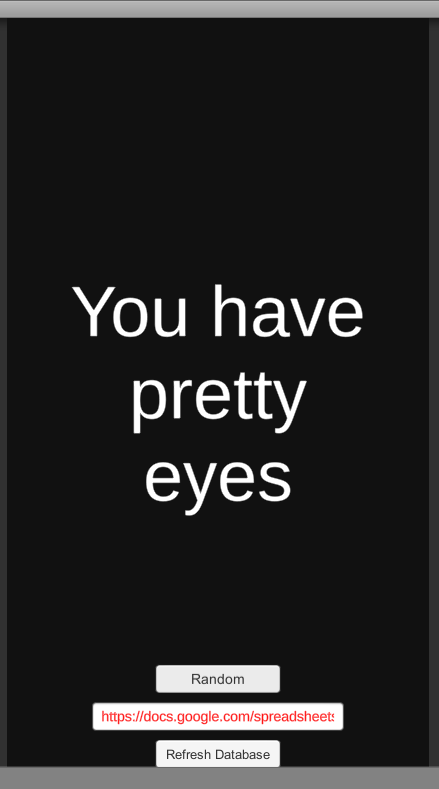 You have
pretty
eyes
Random
https://docs.google.com/spreadsheets
Refresh Database